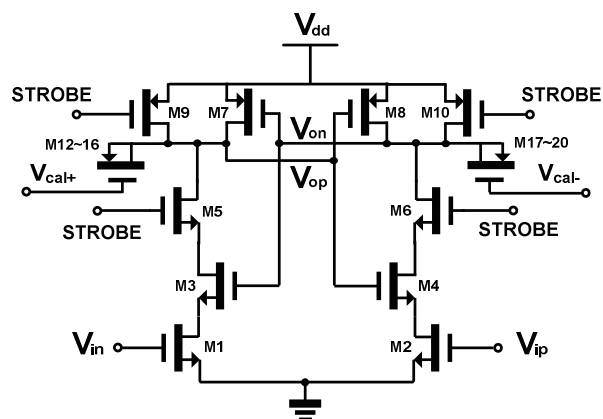 Vdd
STROBE
M9
M7
M8
M10
STROBE
M12~16
Von
M17~20
Vcal+
Vop
Vcal-
M5
M6
STROBE
STROBE
M3
M4
Vin
M1
M2
Vip